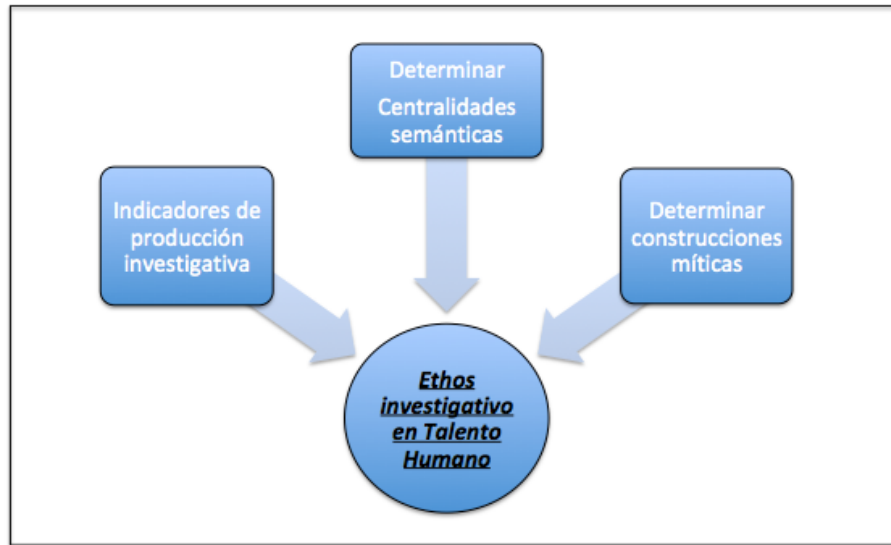 Determinar
Centralidades
semánticas
Indicadores de
producción
investigativa
Determinar
construcciones
míticas
Ethos
investigativo
en Talento
Humano